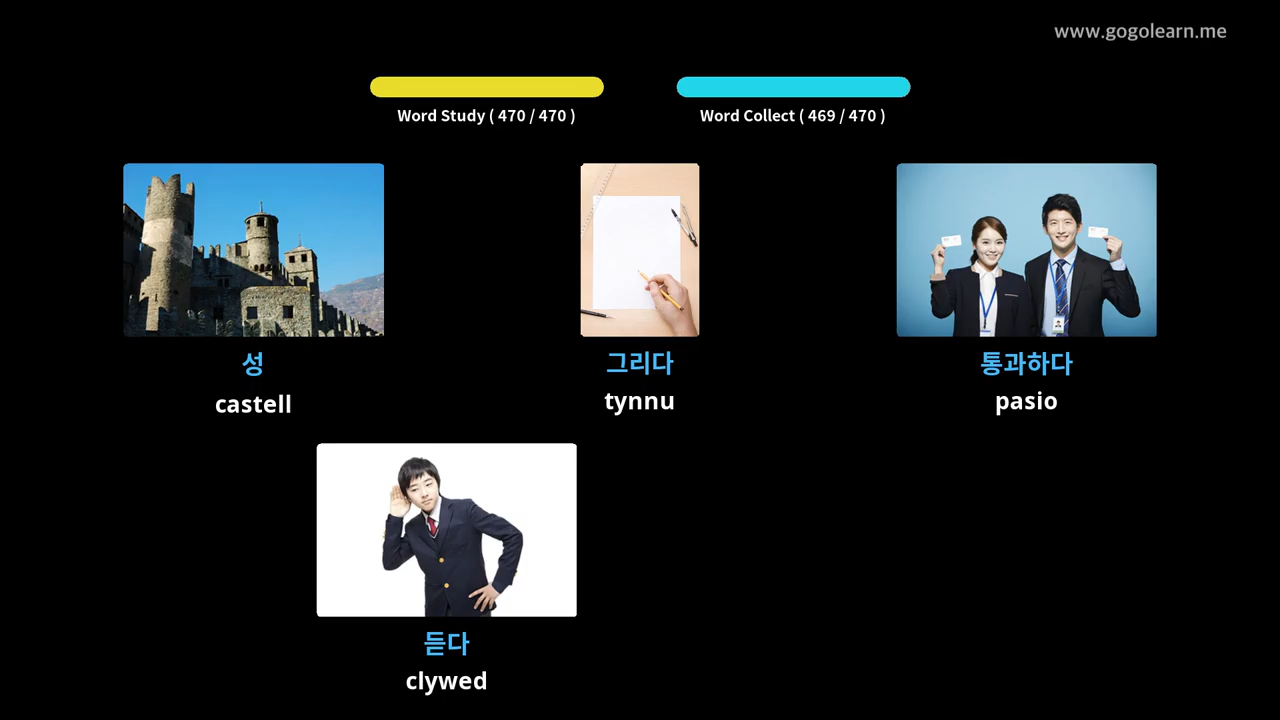 www.gogolearn.me
Word Study ( 470 / 470 )
Word Collect ( 469 / 470 )
성
castell
그리다
tynnu
통과하다
pasio
듣다
clywed